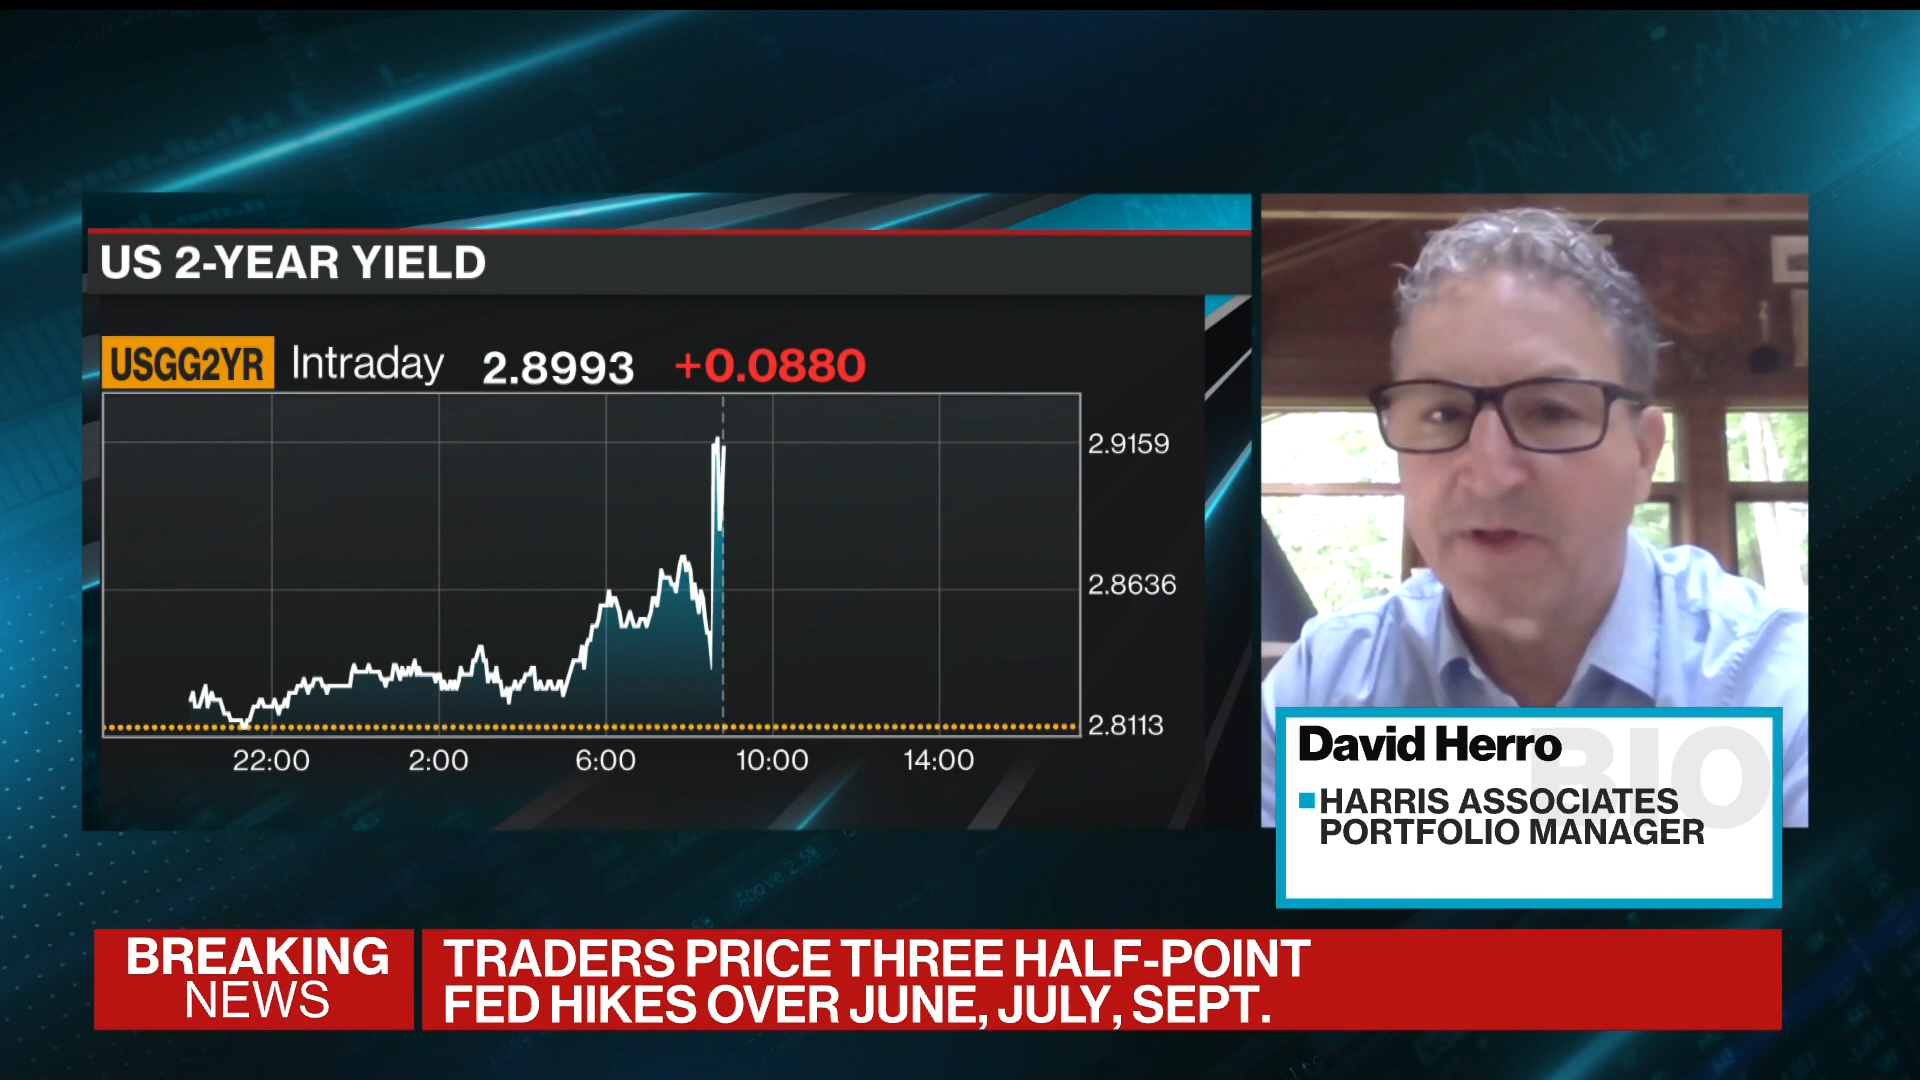 US 2-YEAR YIELD
USGG2YR Intraday 2.8993 +0.0880
2.9159
2.8636
2.8113
22:00 2:00 6:00 10:00 14:00
BIO
David Herro
HARRIS ASSOCIATES
PORTFOLIO MANAGER
BREAKING
NEWS
TRADERS PRICE THREE HALF-POINT
FED HIKES OVER JUNE, JULY, SEPT.